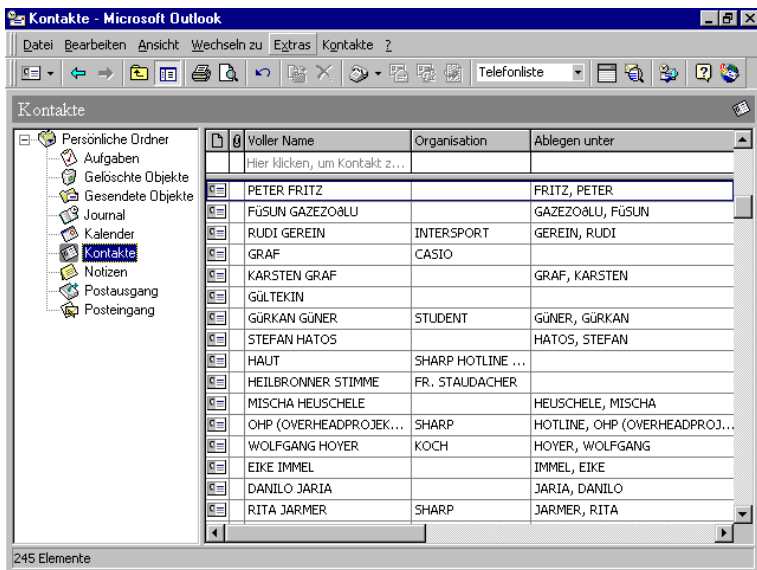 Kontakte - Microsoft Outlook
Datei Bearbeiten Ansicht Wechseln zu Extras Kontakte ?
Telefonliste
Kontakte
Persönliche Ordner
Aufgaben
Gelöschte Objekte
Gesendete Objekte
Journal
Kalender
Kontakte
Notizen
Postausgang
Posteingang
Voller Name Organisation Ablegen unter
Hier klicken, um Kontakt z...
PETER FRITZ FRITZ, PETER
FüSUN GAZEZOâLU GAZEZOâLU, FüSUN
RUDI GEREIN INTERSPORT GEREIN, RUDI
GRAF CASIO
KARSTEN GRAF GRAF, KARSTEN
GüLTEKIN
GüRKAN GüNER STUDENT GüNER, GüRKAN
STEFAN HATOS HATOS, STEFAN
HAUT SHARP HOTLINE ...
HEILBRONNER STIMME FR. STAUDACHER
MISCHA HEUSCHELE HEUSCHELE, MISCHA
OHP (OVERHEADPROJEK... SHARP HOTLINE, OHP (OVERHEADPROJ...
WOLFGANG HOYER KOCH HOYER, WOLFGANG
EIKE IMMEL IMMEL, EIKE
DANILO JARIA JARIA, DANILO
RITA JARMER SHARP JARMER, RITA
245 Elemente